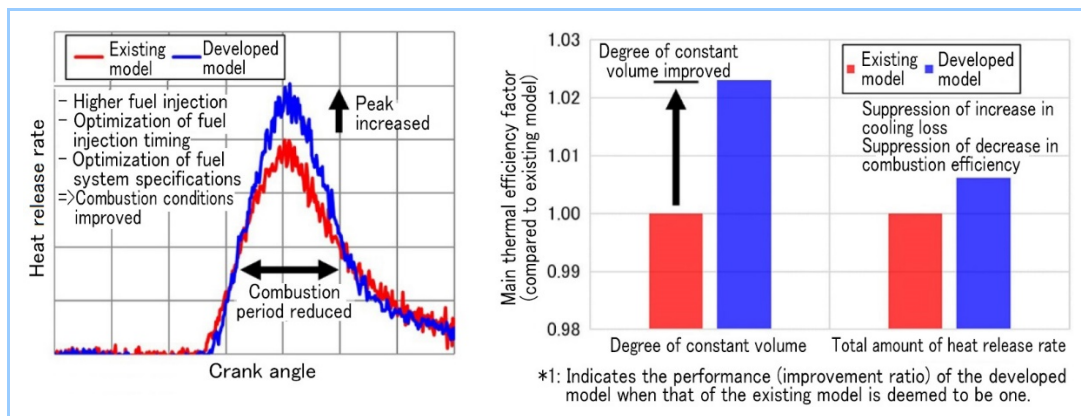 Existing model
Developed model
- Higher fuel injection
- Optimization of fuel
injection timing
- Optimization of fuel
system specifications
=>Combustion conditions
improved
Peak
increased
Combustion
period reduced
Heat release rate
Crank angle
1.03
1.02
1.01
1.00
0.99
0.98
Main thermal efficiency factor
(compared to existing model)
Degree of constant
volume improved
Existing
model
Developed
model
Suppression of increase in
cooling loss
Suppression of decrease in
combustion efficiency
Degree of constant volume
Total amount of heat release rate
*1: Indicates the performance (improvement ratio) of the developed
model when that of the existing model is deemed to be one.